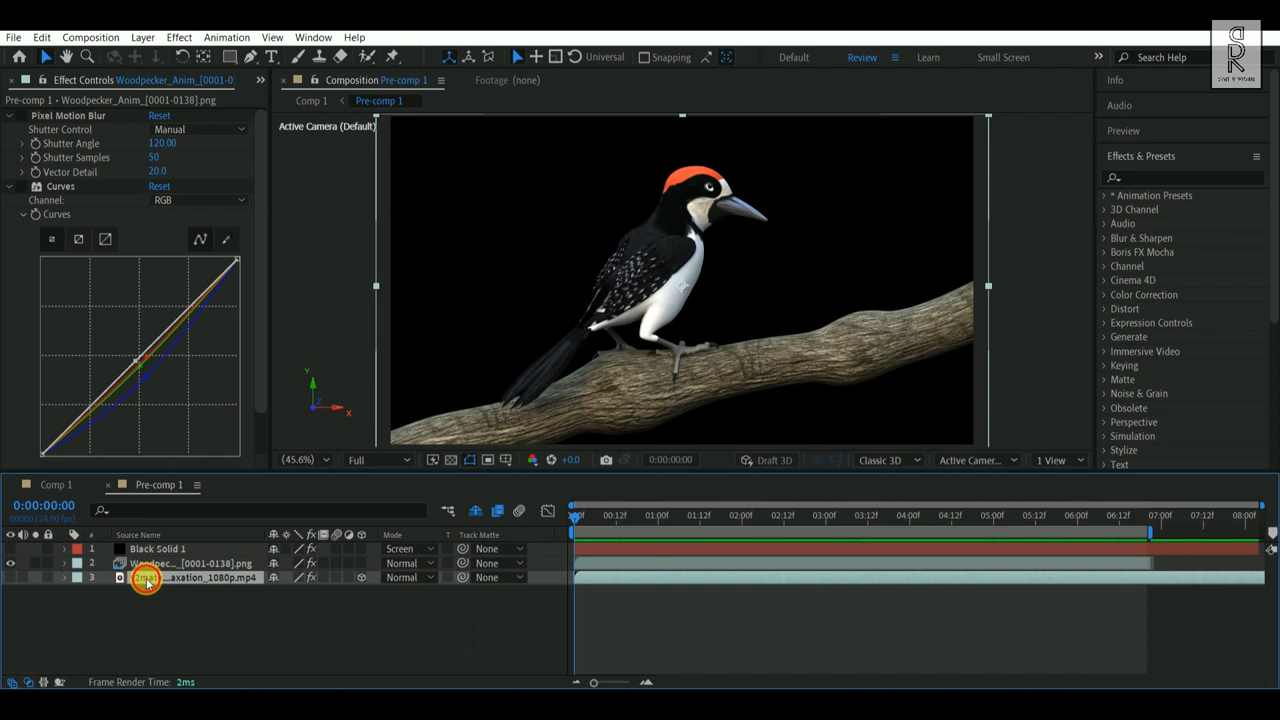 File Edit Composition Layer Effect Animation View Window Help
Universal Snapping Default Review Learn Small Screen Search Help
Effect Controls Woodpecker_Anim_[0001-0
Pre-comp 1 • Woodpecker_Anim_[0001-0138].png
Pixel Motion Blur Reset
Shutter Control Manual
Shutter Angle 120.00
Shutter Samples 50
Vector Detail 20.0
Curves Reset
Channel: RGB
Curves
Composition Pre-comp 1
Footage (none)
Comp 1 Pre-comp 1
Active Camera (Default)
Y
Z
X
(45.6%) Full +0.0 0:00:00:00 Draft 3D Classic 3D Active Camer... 1 View
Info
Audio
Preview
Effects & Presets
* Animation Presets
3D Channel
Audio
Blur & Sharpen
Boris FX Mocha
Channel
Cinema 4D
Color Correction
Distort
Expression Controls
Generate
Immersive Video
Keying
Matte
Noise & Grain
Obsolete
Perspective
Simulation
Stylize
Text
Comp 1 Pre-comp 1
0:00:00:00
00000 (24.00 fps)
00:12f 01:00f 01:12f 02:00f 02:12f 03:00f 03:12f 04:00f 04:12f 05:00f 05:12f 06:00f 06:12f 07:00f 07:12f 08:00f
# Source Name Mode Track Matte
1 Black Solid 1 Screen None
2 Woodpec..._[0001-0138].png Normal None
3 ...axation_1080p.mp4 Normal None
Frame Render Time: 2ms